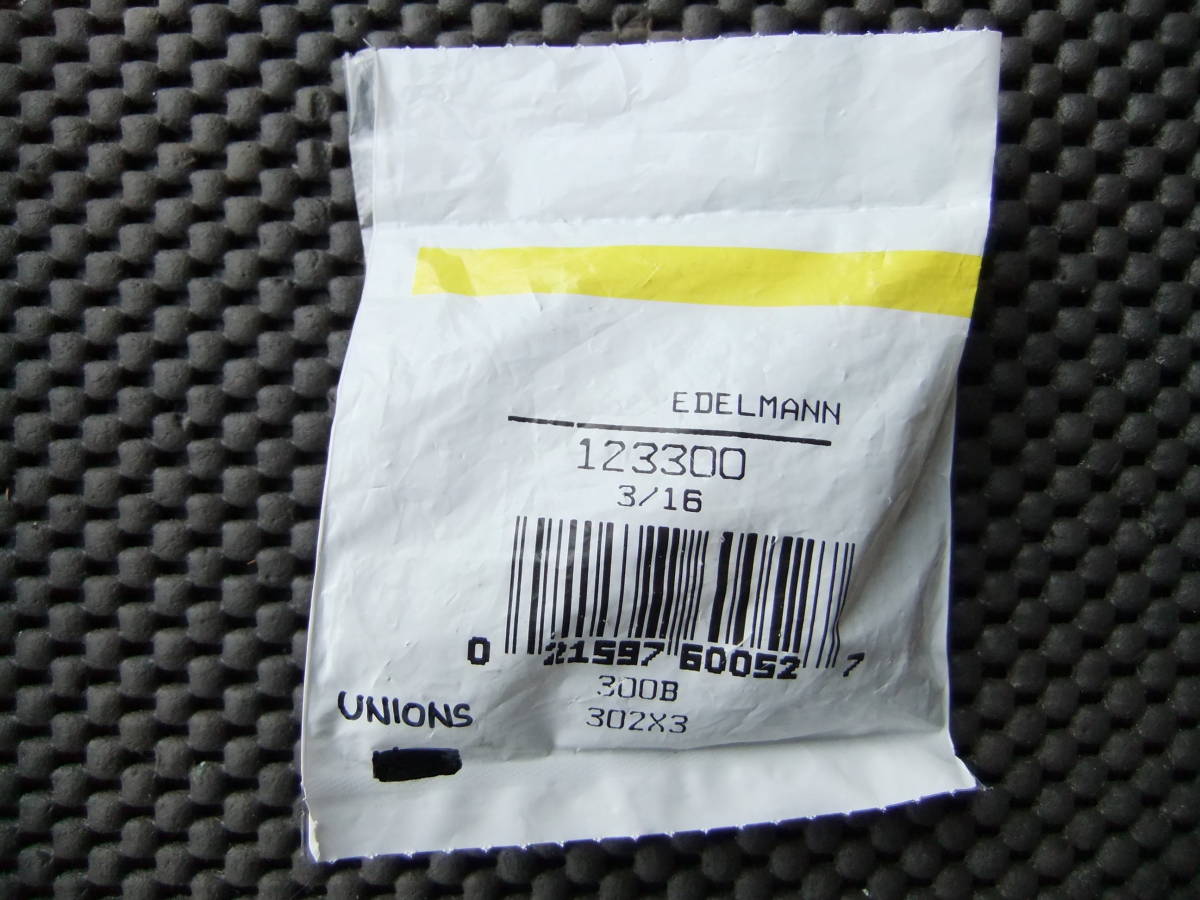 EDELMANN
123300
3/16
0 21597 60052 7
300B
302X3
UNIONS